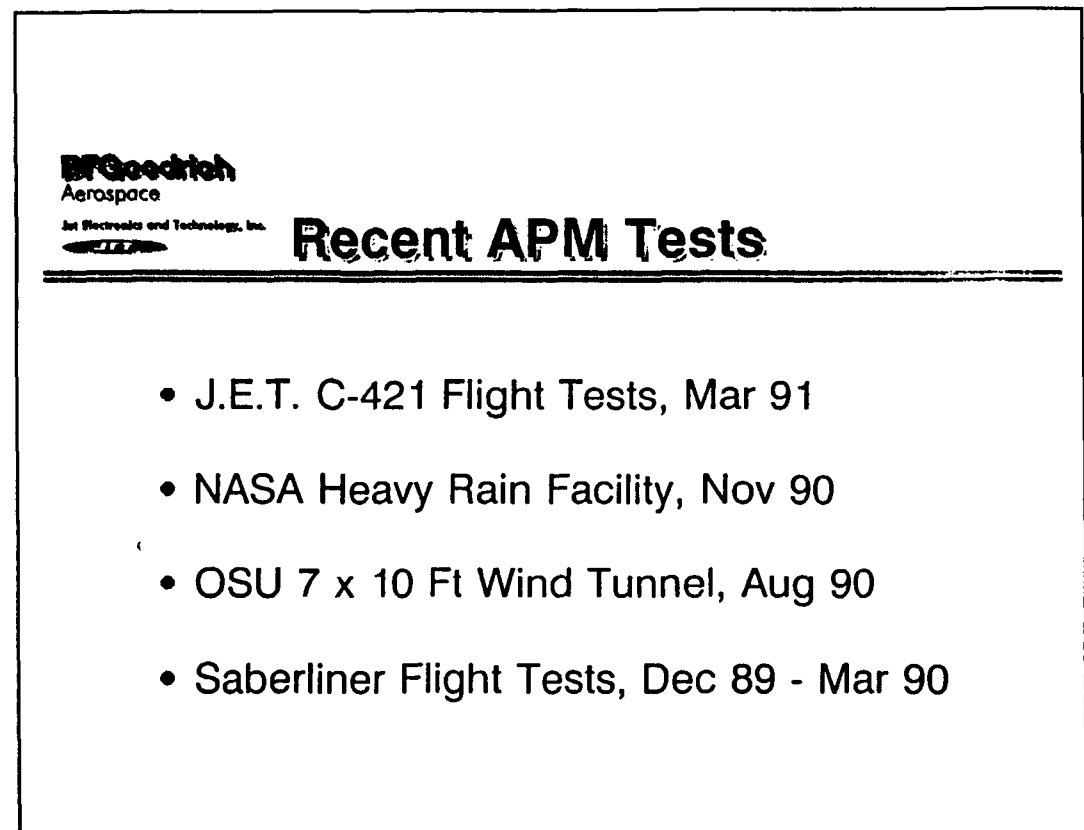 BFGoodrich
Aerospace
Jet Electronics and Technology, Inc.
Recent APM Tests
• J.E.T. C-421 Flight Tests, Mar 91
• NASA Heavy Rain Facility, Nov 90
• OSU 7 x 10 Ft Wind Tunnel, Aug 90
• Saberliner Flight Tests, Dec 89 - Mar 90